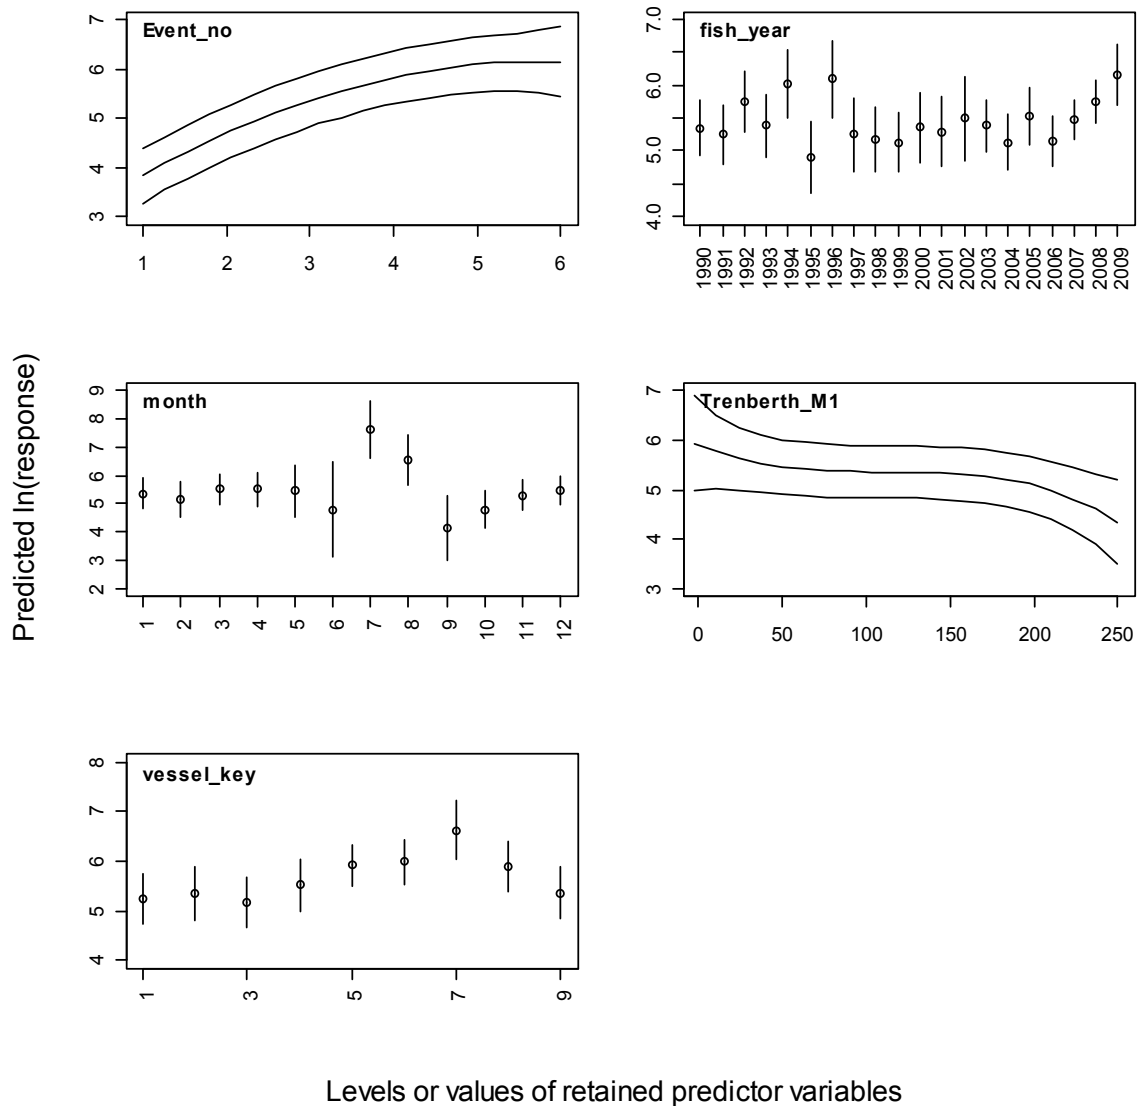 Predicted ln(response)
Event_no
7
6
5
4
3
1 2 3 4 5 6
fish_year
7.0
6.0
5.0
4.0
1990 1991 1992 1993 1994 1995 1996 1997 1998 1999 2000 2001 2002 2003 2004 2005 2006 2007 2008 2009
month
9
8
7
6
5
4
3
2
1 2 3 4 5 6 7 8 9 10 11 12
Trenberth_M1
7
6
5
4
3
0 50 100 150 200 250
vessel_key
8
7
6
5
4
1 3 5 7 9
Levels or values of retained predictor variables